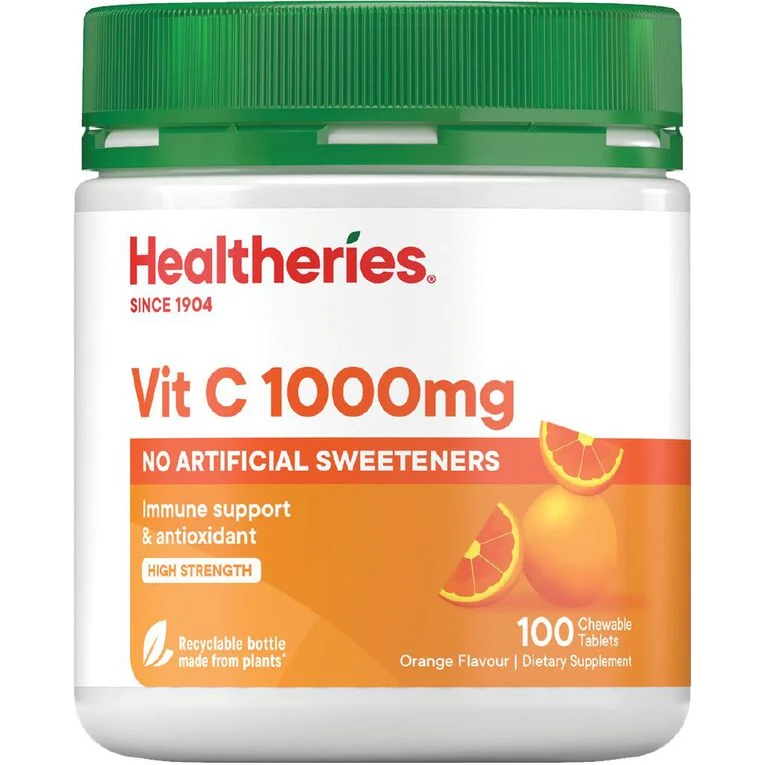 Healtheries®
SINCE 1904
Vit C 1000mg
NO ARTIFICIAL SWEETENERS
Immune support
& antioxidant
HIGH STRENGTH
Recyclable bottle
made from plants*
100 Chewable
Tablets
Orange Flavour | Dietary Supplement